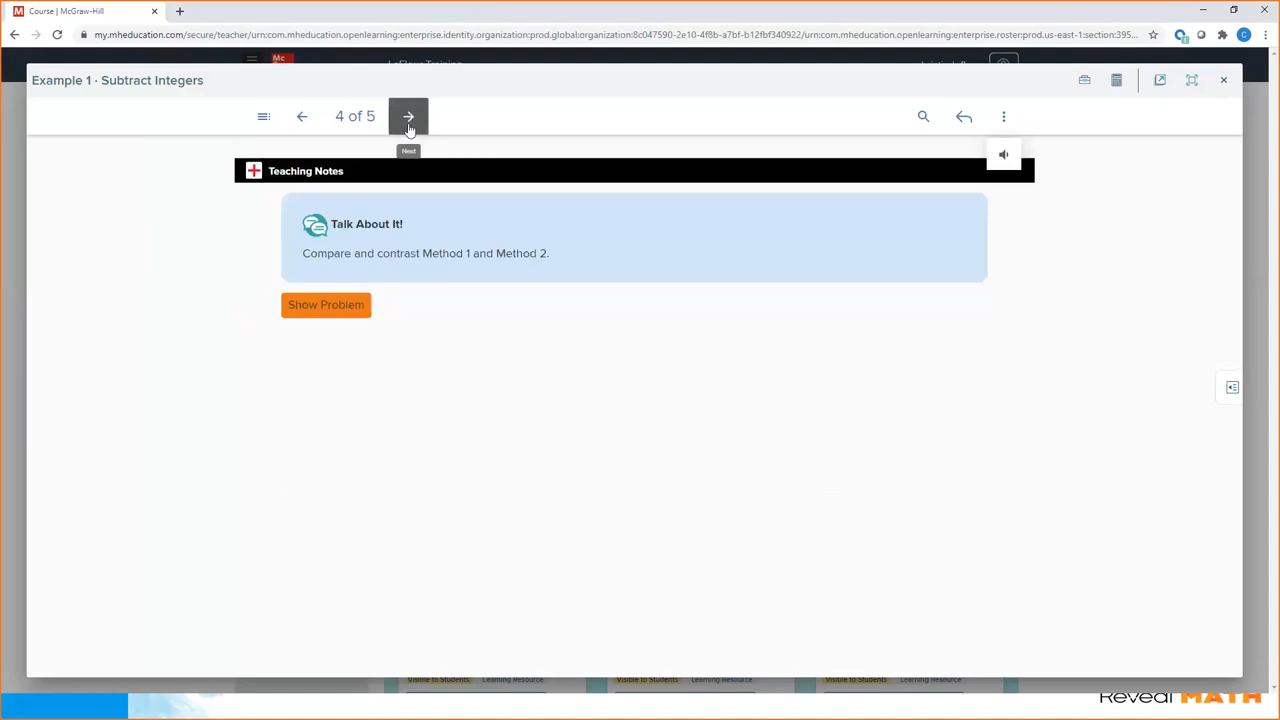 Course | McGraw-Hill
my.mheducation.com/secure/teacher/urn:com.mheducation.openlearning:enterprise.identity.organization:prod.global:organization:8c047590-2e10-4f8b-a7bf-b12fbf340922/urn:com.mheducation.openlearning:enterprise.roster:prod.us-east-1:section:395...
C
Mc
Example 1 · Subtract Integers
4 of 5
Next
Teaching Notes
Talk About It!
Compare and contrast Method 1 and Method 2.
Show Problem
Visible to Students Learning Resource Visible to Students Learning Resource Visible to Students Learning Resource
Reveal MATH